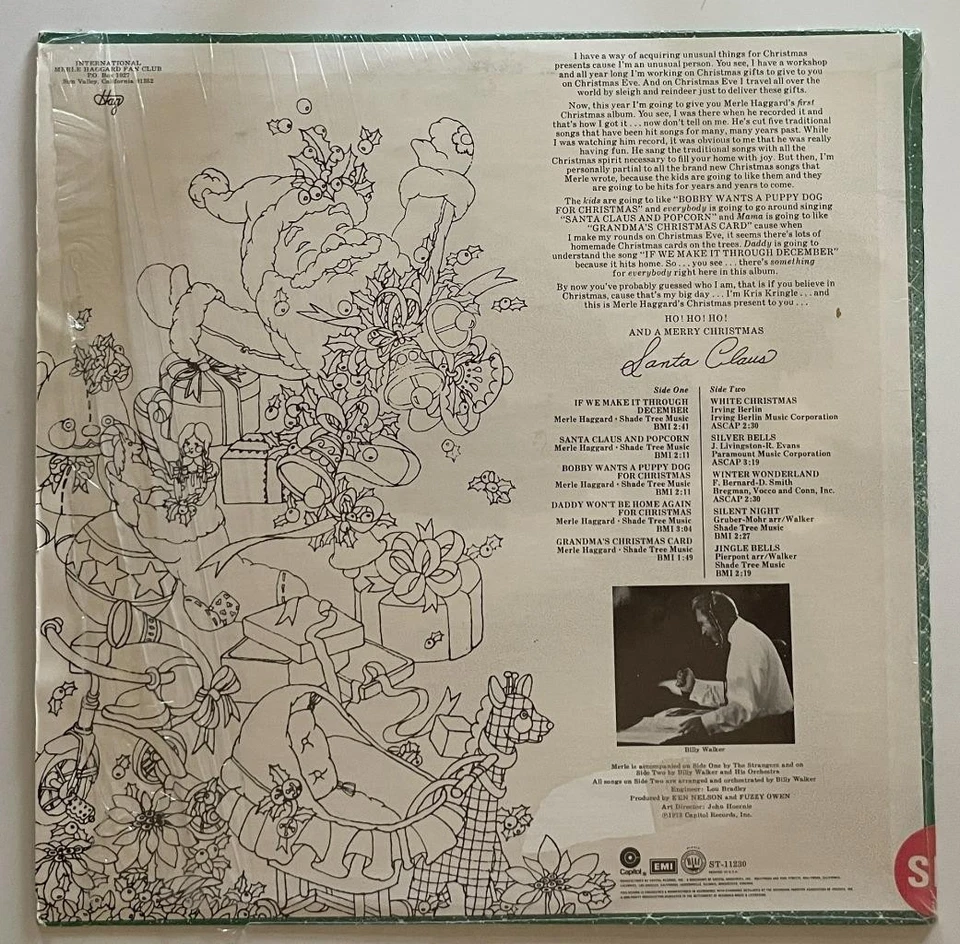 INTERNATIONAL
MERLE HAGGARD FAN CLUB
P.O. Box 1827
Sun Valley, California 91352
Hag
I have a way of acquiring unusual things for Christmas
presents cause I'm an unusual person. You see, I have a workshop
and all year long I'm working on Christmas gifts to give to you
on Christmas Eve. And on Christmas Eve I travel all over the
world by sleigh and reindeer just to deliver these gifts.
Now, this year I'm going to give you Merle Haggard's first
Christmas album. You see, I was there when he recorded it and
that's how I got it . . . now don't tell on me. He's cut five traditional
songs that have been hit songs for many, many years past. While
I was watching him record, it was obvious to me that he was really
having fun. He sang the traditional songs with all the
Christmas spirit necessary to fill your home with joy. But then, I'm
personally partial to all the brand new Christmas songs that
Merle wrote, because the kids are going to like them and they
are going to be hits for years and years to come.
The kids are going to like "BOBBY WANTS A PUPPY DOG
FOR CHRISTMAS" and everybody is going to go around singing
"SANTA CLAUS AND POPCORN" and Mama is going to like
"GRANDMA'S CHRISTMAS CARD" cause when
I make my rounds on Christmas Eve, it seems there's lots of
homemade Christmas cards on the trees. Daddy is going to
understand the song "IF WE MAKE IT THROUGH DECEMBER"
because it hits home. So . . . you see . . . there's something
for everybody right here in this album.
By now you've probably guessed who I am, that is if you believe in
Christmas, cause that's my big day . . . I'm Kris Kringle . . . and
this is Merle Haggard's Christmas present to you . . .
HO! HO! HO!
AND A MERRY CHRISTMAS
Santa Claus
Side One
IF WE MAKE IT THROUGH
DECEMBER
Merle Haggard · Shade Tree Music
BMI 2:41
SANTA CLAUS AND POPCORN
Merle Haggard · Shade Tree Music
BMI 2:11
BOBBY WANTS A PUPPY DOG
FOR CHRISTMAS
Merle Haggard · Shade Tree Music
BMI 2:11
DADDY WON'T BE HOME AGAIN
FOR CHRISTMAS
Merle Haggard · Shade Tree Music
BMI 3:04
GRANDMA'S CHRISTMAS CARD
Merle Haggard · Shade Tree Music
BMI 1:49
Side Two
WHITE CHRISTMAS
Irving Berlin
Irving Berlin Music Corporation
ASCAP 2:30
SILVER BELLS
J. Livingston-R. Evans
Paramount Music Corporation
ASCAP 3:19
WINTER WONDERLAND
F. Bernard-D. Smith
Bregman, Vocco and Conn, Inc.
ASCAP 2:30
SILENT NIGHT
Gruber-Mohr arr/Walker
Shade Tree Music
BMI 2:27
JINGLE BELLS
Pierpont arr/Walker
Shade Tree Music
BMI 2:19
Billy Walker
Merle is accompanied on Side One by The Strangers and on
Side Two by Billy Walker and His Orchestra
All songs on Side Two are arranged and orchestrated by Billy Walker
Engineer: Lou Bradley
Produced by KEN NELSON and FUZZY OWEN
Art Director: John Hoernle
℗1973 Capitol Records, Inc.
Capitol®
EMI
ST-11230
S